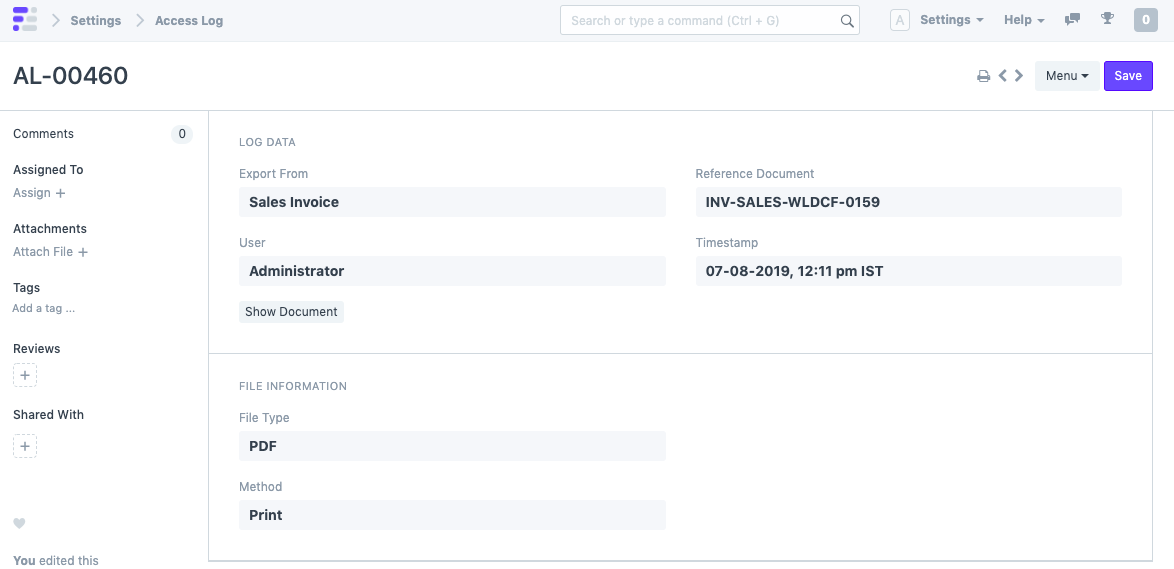 Settings Access Log Search or type a command (Ctrl + G) A Settings Help 0
AL-00460 Menu Save
Comments 0
Assigned To
Assign +
Attachments
Attach File +
Tags
Add a tag ...
Reviews
+
Shared With
+
You edited this
LOG DATA
Export From
Sales Invoice
Reference Document
INV-SALES-WLDCF-0159
User
Administrator
Timestamp
07-08-2019, 12:11 pm IST
Show Document
FILE INFORMATION
File Type
PDF
Method
Print